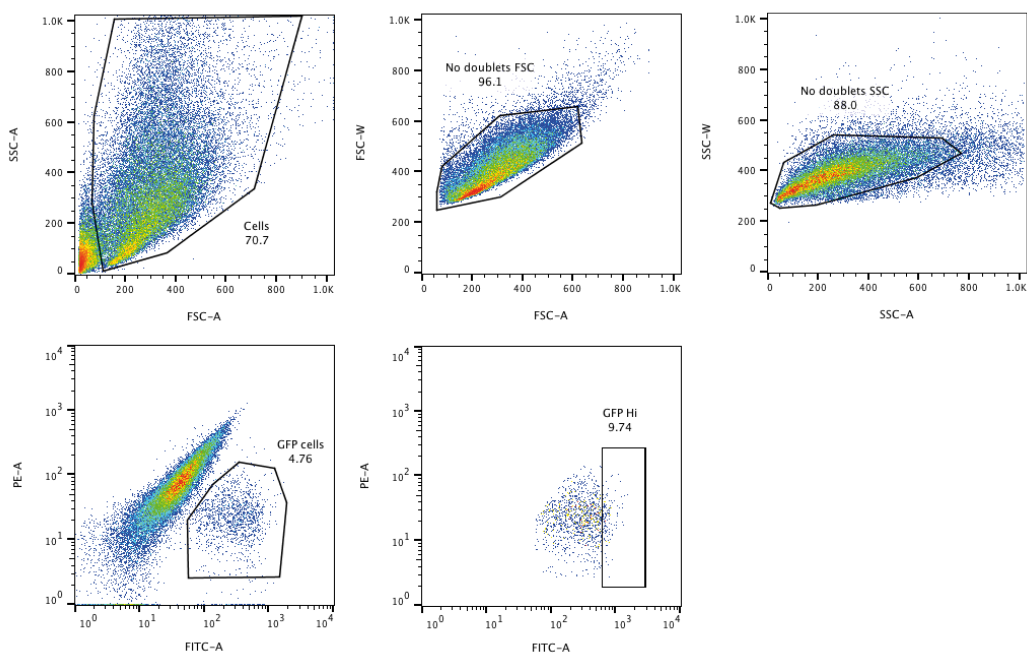 1.0K
800
600
400
200
0
SSC-A
Cells
70.7
0 200 400 600 800 1.0K
FSC-A
1.0K
800
600
400
200
0
FSC-W
No doublets FSC
96.1
0 200 400 600 800 1.0K
FSC-A
1.0K
800
600
400
200
0
SSC-W
No doublets SSC
88.0
0 200 400 600 800 1.0K
SSC-A
10⁴
10³
10²
10¹
10⁰
PE-A
GFP cells
4.76
10⁰ 10¹ 10² 10³ 10⁴
FITC-A
10⁴
10³
10²
10¹
10⁰
PE-A
GFP Hi
9.74
10⁰ 10¹ 10² 10³ 10⁴
FITC-A